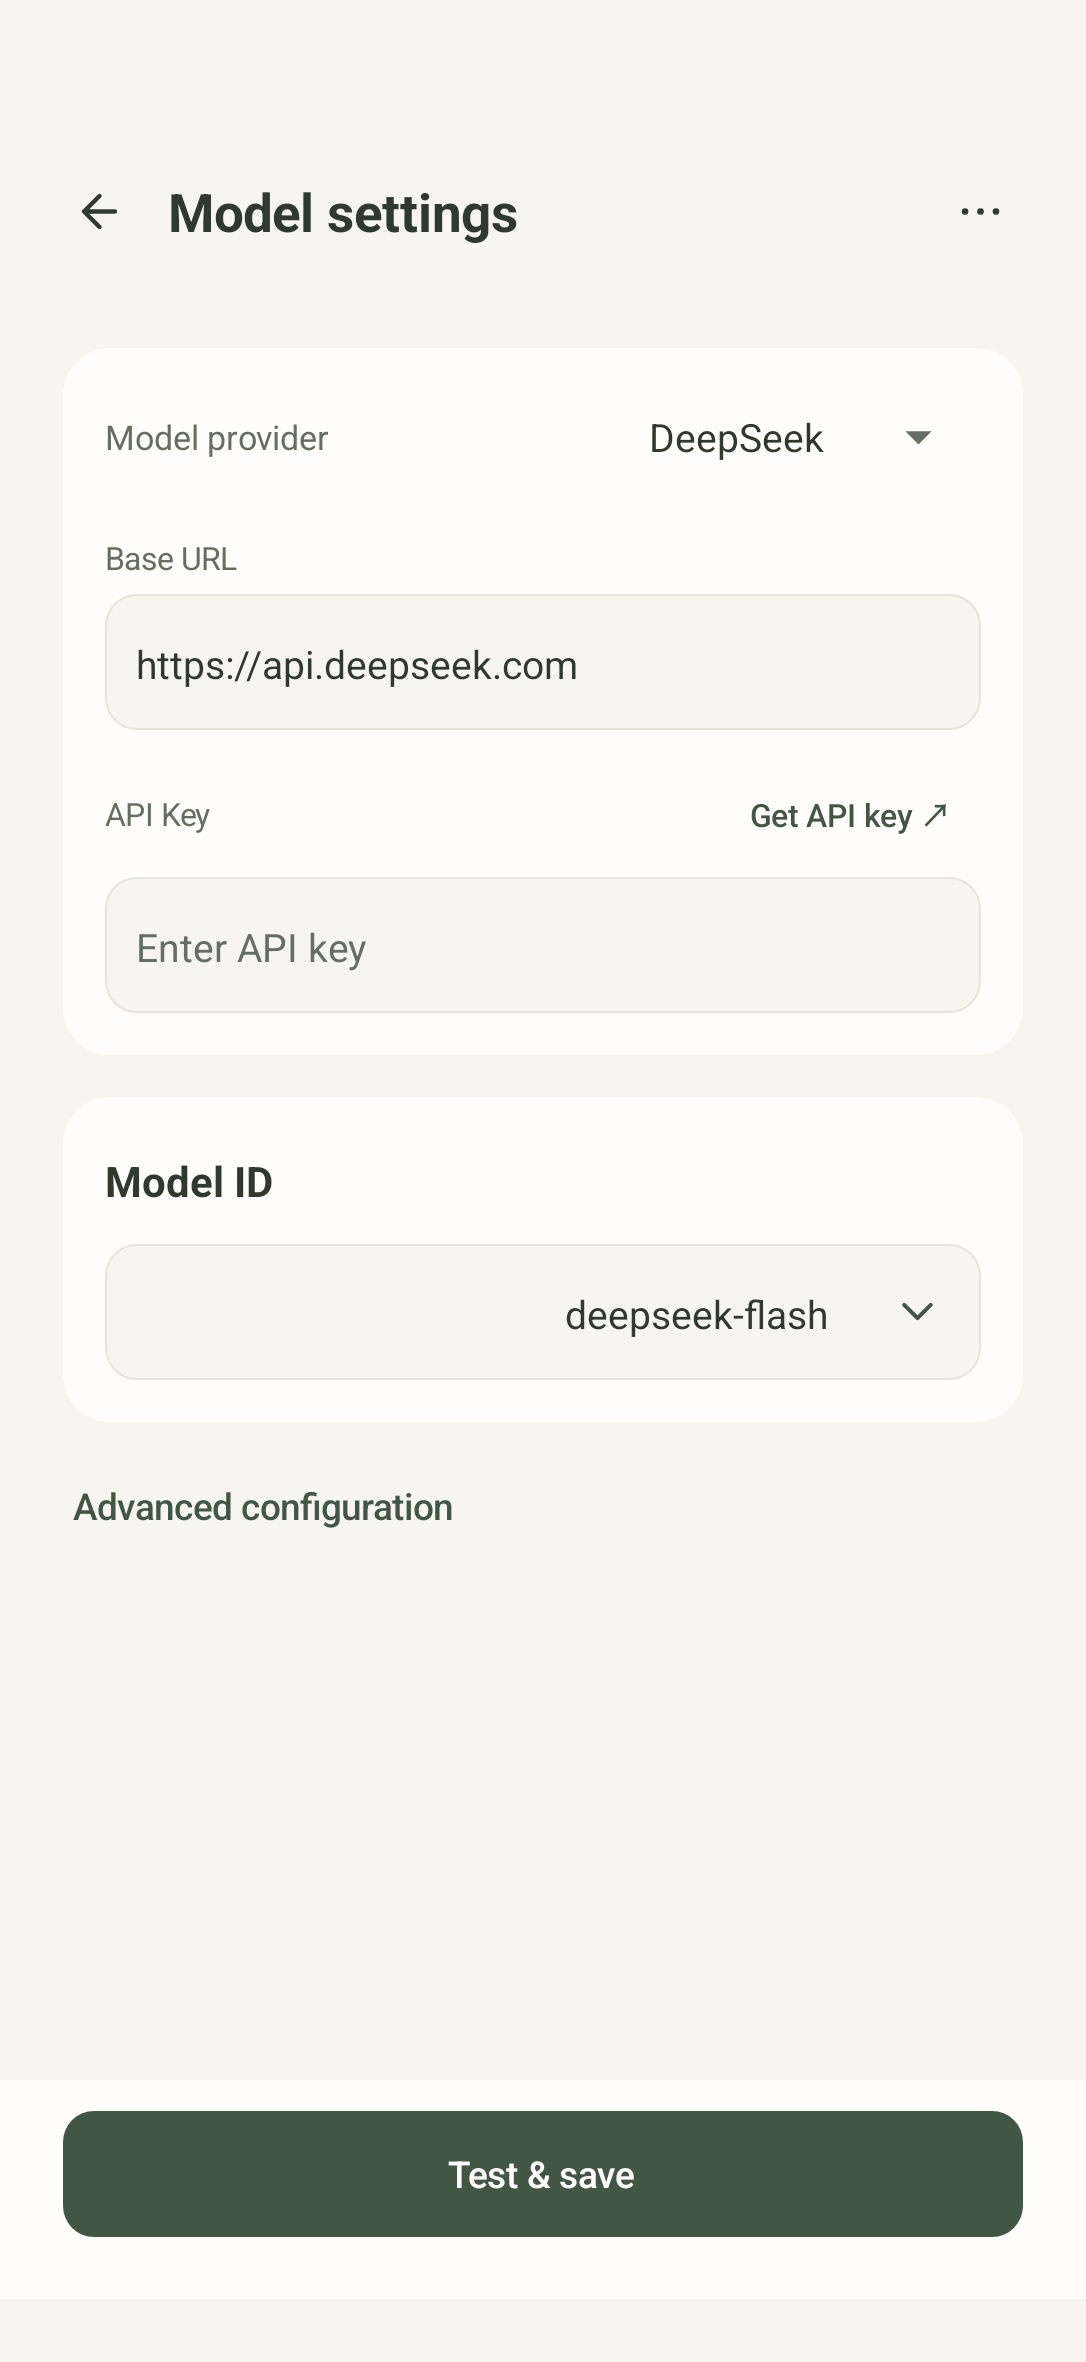 Model settings
Model provider DeepSeek
Base URL
https://api.deepseek.com
API Key Get API key ↗
Enter API key
Model ID
deepseek-flash
Advanced configuration
Test & save